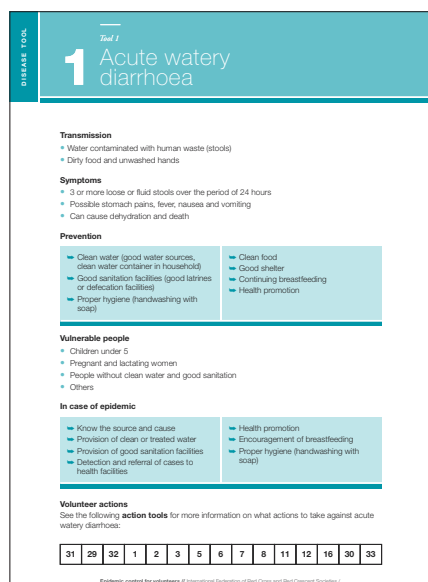 DISEASE TOOL
Tool 1
1
Acute watery
diarrhoea
Transmission
• Water contaminated with human waste (stools)
• Dirty food and unwashed hands
Symptoms
• 3 or more loose or fluid stools over the period of 24 hours
• Possible stomach pains, fever, nausea and vomiting
• Can cause dehydration and death
Prevention
➥ Clean water (good water sources,
clean water container in household)
➥ Good sanitation facilities (good latrines
or defecation facilities)
➥ Proper hygiene (handwashing with
soap)
➥ Clean food
➥ Good shelter
➥ Continuing breastfeeding
➥ Health promotion
Vulnerable people
• Children under 5
• Pregnant and lactating women
• People without clean water and good sanitation
• Others
In case of epidemic
➥ Know the source and cause
➥ Provision of clean or treated water
➥ Provision of good sanitation facilities
➥ Detection and referral of cases to
health facilities
➥ Health promotion
➥ Encouragement of breastfeeding
➥ Proper hygiene (handwashing with
soap)
Volunteer actions
See the following action tools for more information on what actions to take against acute
watery diarrhoea:
31 29 32 1 2 3 5 6 7 8 11 12 16 30 33
Epidemic control for volunteers // International Federation of Red Cross and Red Crescent Societies /